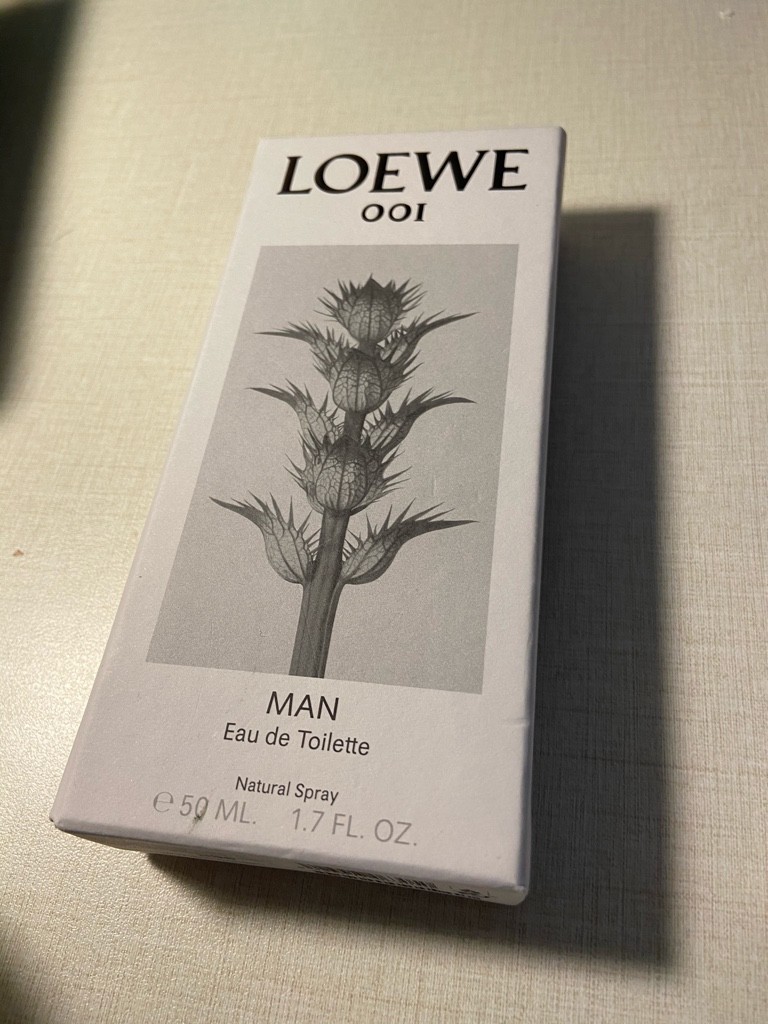 LOEWE
001
MAN
Eau de Toilette
Natural Spray
℮ 50 ML. 1.7 FL. OZ.